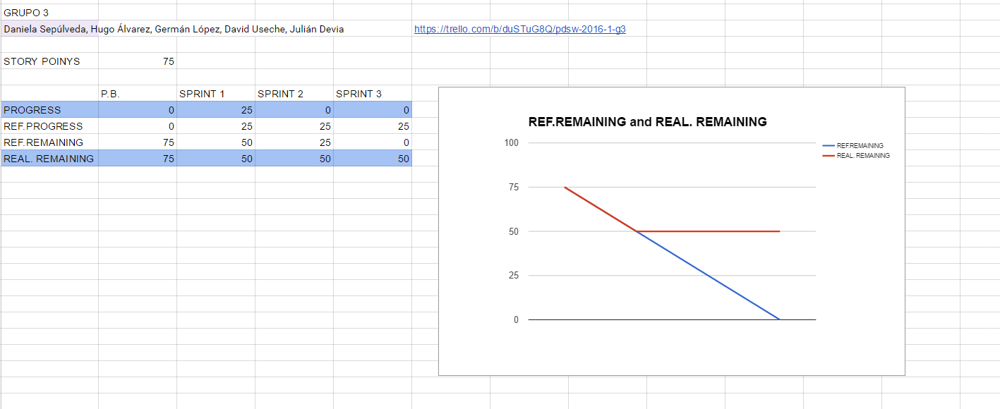 GRUPO 3
Daniela Sepúlveda, Hugo Álvarez, Germán López, David Useche, Julián Devia https://trello.com/b/duSTuG8Q/pdsw-2016-1-g3
STORY POINYS 75
P.B. SPRINT 1 SPRINT 2 SPRINT 3
PROGRESS 0 25 0 0
REF.PROGRESS 0 25 25 25
REF.REMAINING 75 50 25 0
REAL. REMAINING 75 50 50 50
REF.REMAINING and REAL. REMAINING
100
75
50
25
0
REF.REMAINING
REAL. REMAINING